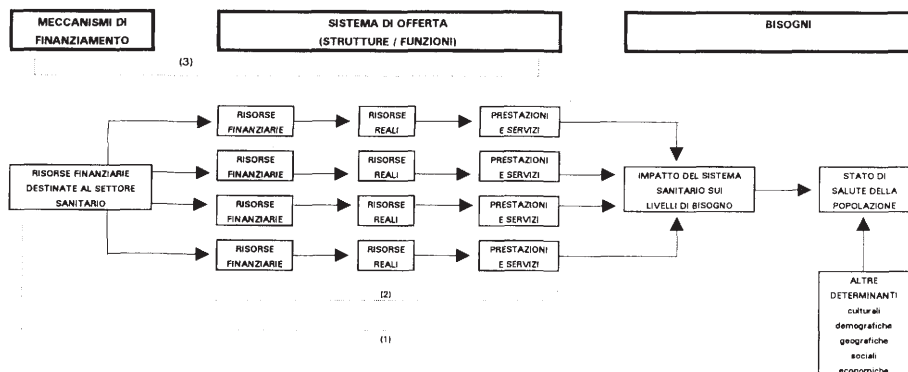 MECCANISMI DI
FINANZIAMENTO
SISTEMA DI OFFERTA
(STRUTTURE / FUNZIONI)
BISOGNI
(3)
RISORSE
FINANZIARIE
RISORSE
REALI
PRESTAZIONI
E SERVIZI
RISORSE
FINANZIARIE
RISORSE
REALI
PRESTAZIONI
E SERVIZI
RISORSE FINANZIARIE
DESTINATE AL SETTORE
SANITARIO
IMPATTO DEL SISTEMA
SANITARIO SUI
LIVELLI DI BISOGNO
STATO DI
SALUTE DELLA
POPOLAZIONE
RISORSE
FINANZIARIE
RISORSE
REALI
PRESTAZIONI
E SERVIZI
RISORSE
FINANZIARIE
RISORSE
REALI
PRESTAZIONI
E SERVIZI
(2)
(1)
ALTRE
DETERMINANTI
culturali
demografiche
geografiche
sociali
economiche